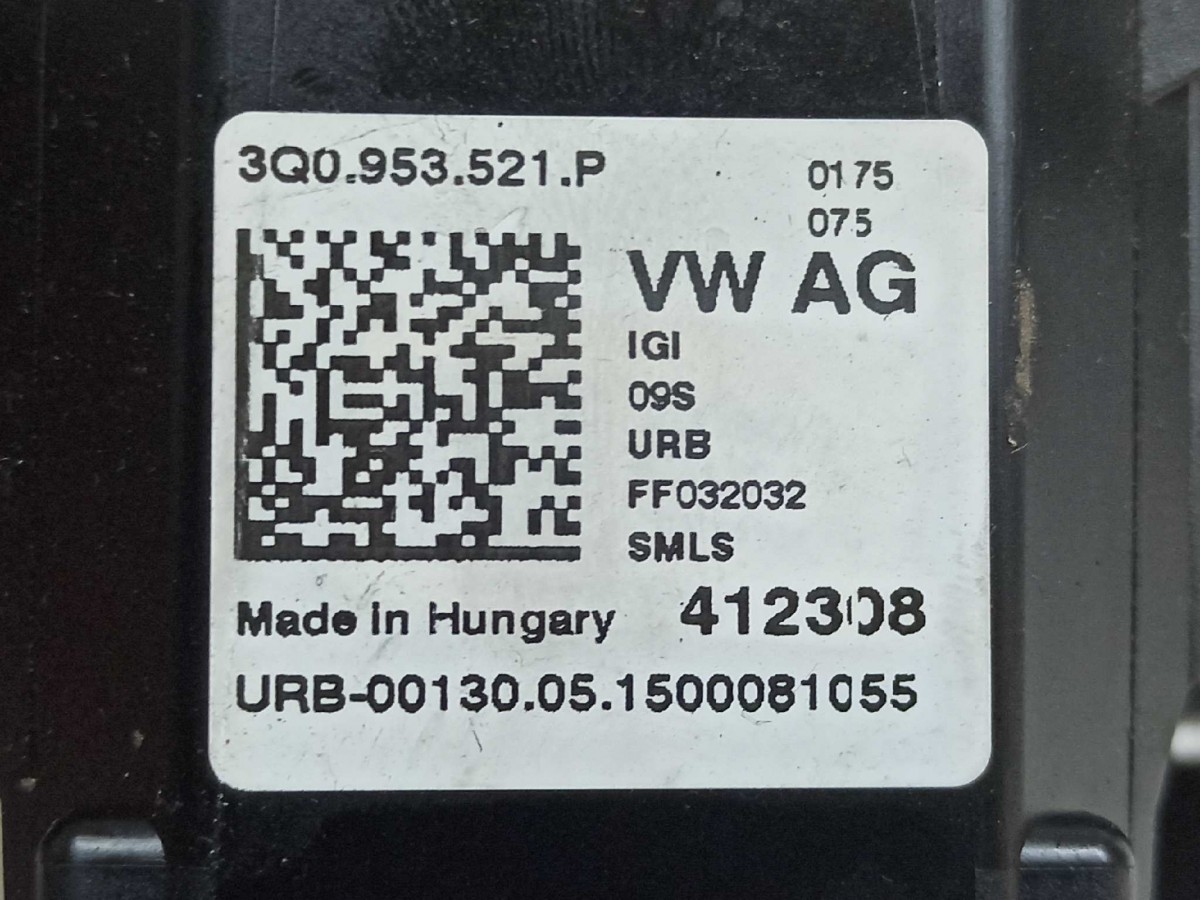 3Q0.953.521.P
0175
075
VW AG
IGI
09S
URB
FF032032
SMLS
Made in Hungary 412308
URB-00130.05.1500081055